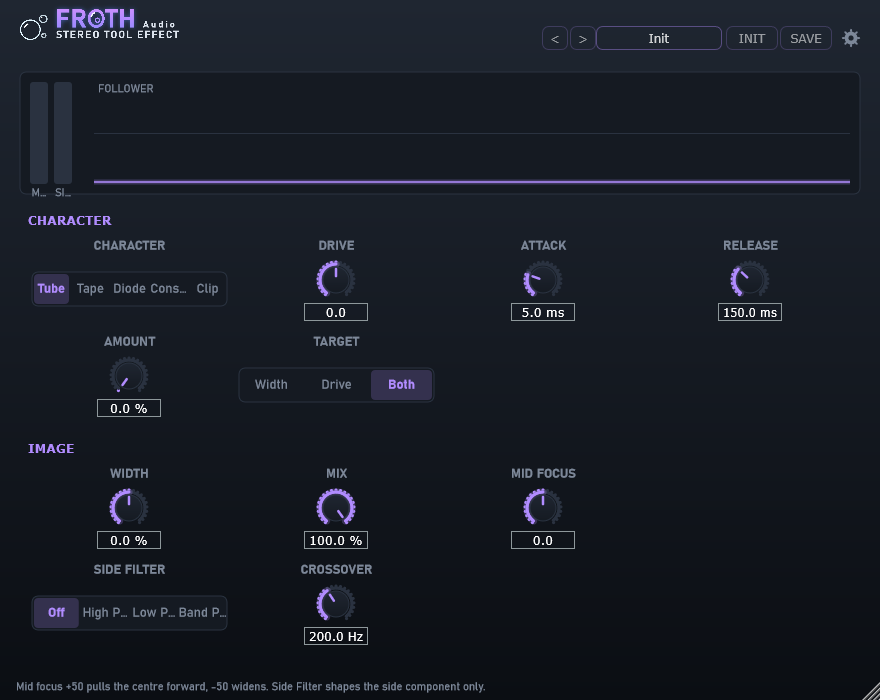 FROTH Audio
STEREO TOOL EFFECT
< > Init INIT SAVE
FOLLOWER
M... SI...
CHARACTER
CHARACTER DRIVE ATTACK RELEASE
Tube Tape Diode Cons... Clip
0.0 5.0 ms 150.0 ms
AMOUNT TARGET
Width Drive Both
0.0 %
IMAGE
WIDTH MIX MID FOCUS
0.0 % 100.0 % 0.0
SIDE FILTER CROSSOVER
Off High P... Low P... Band P...
200.0 Hz
Mid focus +50 pulls the centre forward, -50 widens. Side Filter shapes the side component only.